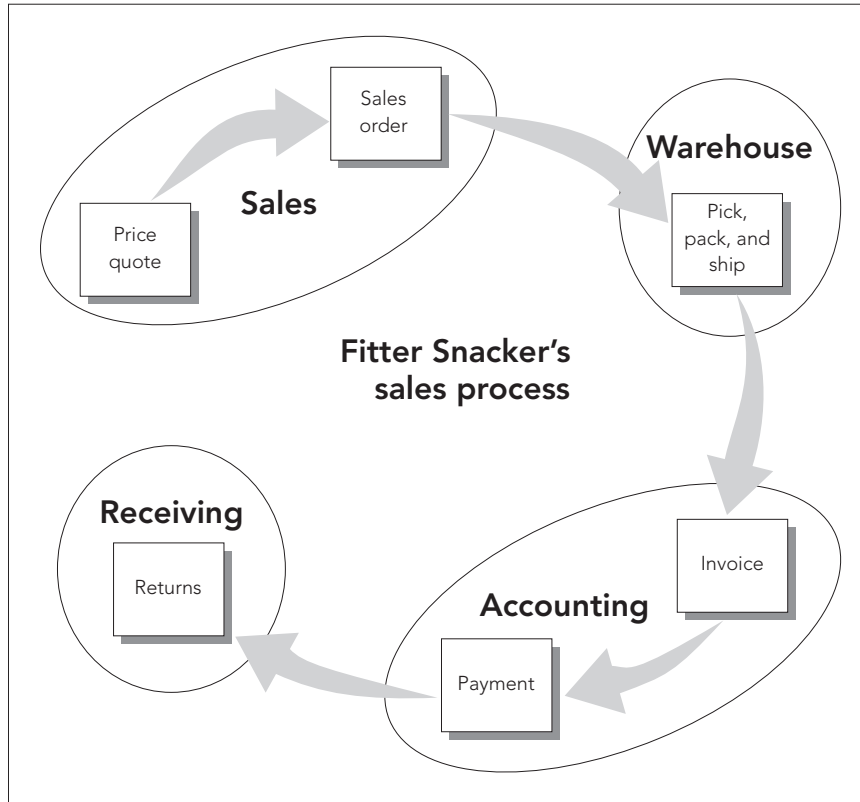 Sales
Price
quote
Sales
order
Warehouse
Pick,
pack, and
ship
Fitter Snacker’s
sales process
Accounting
Invoice
Payment
Receiving
Returns